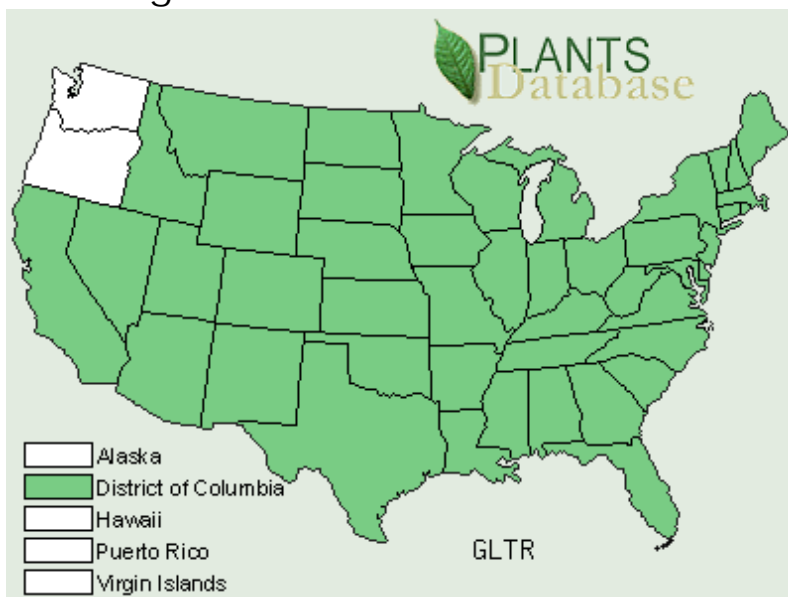 PLANTS
Database
Alaska
District of Columbia
Hawaii
Puerto Rico
Virgin Islands
GLTR